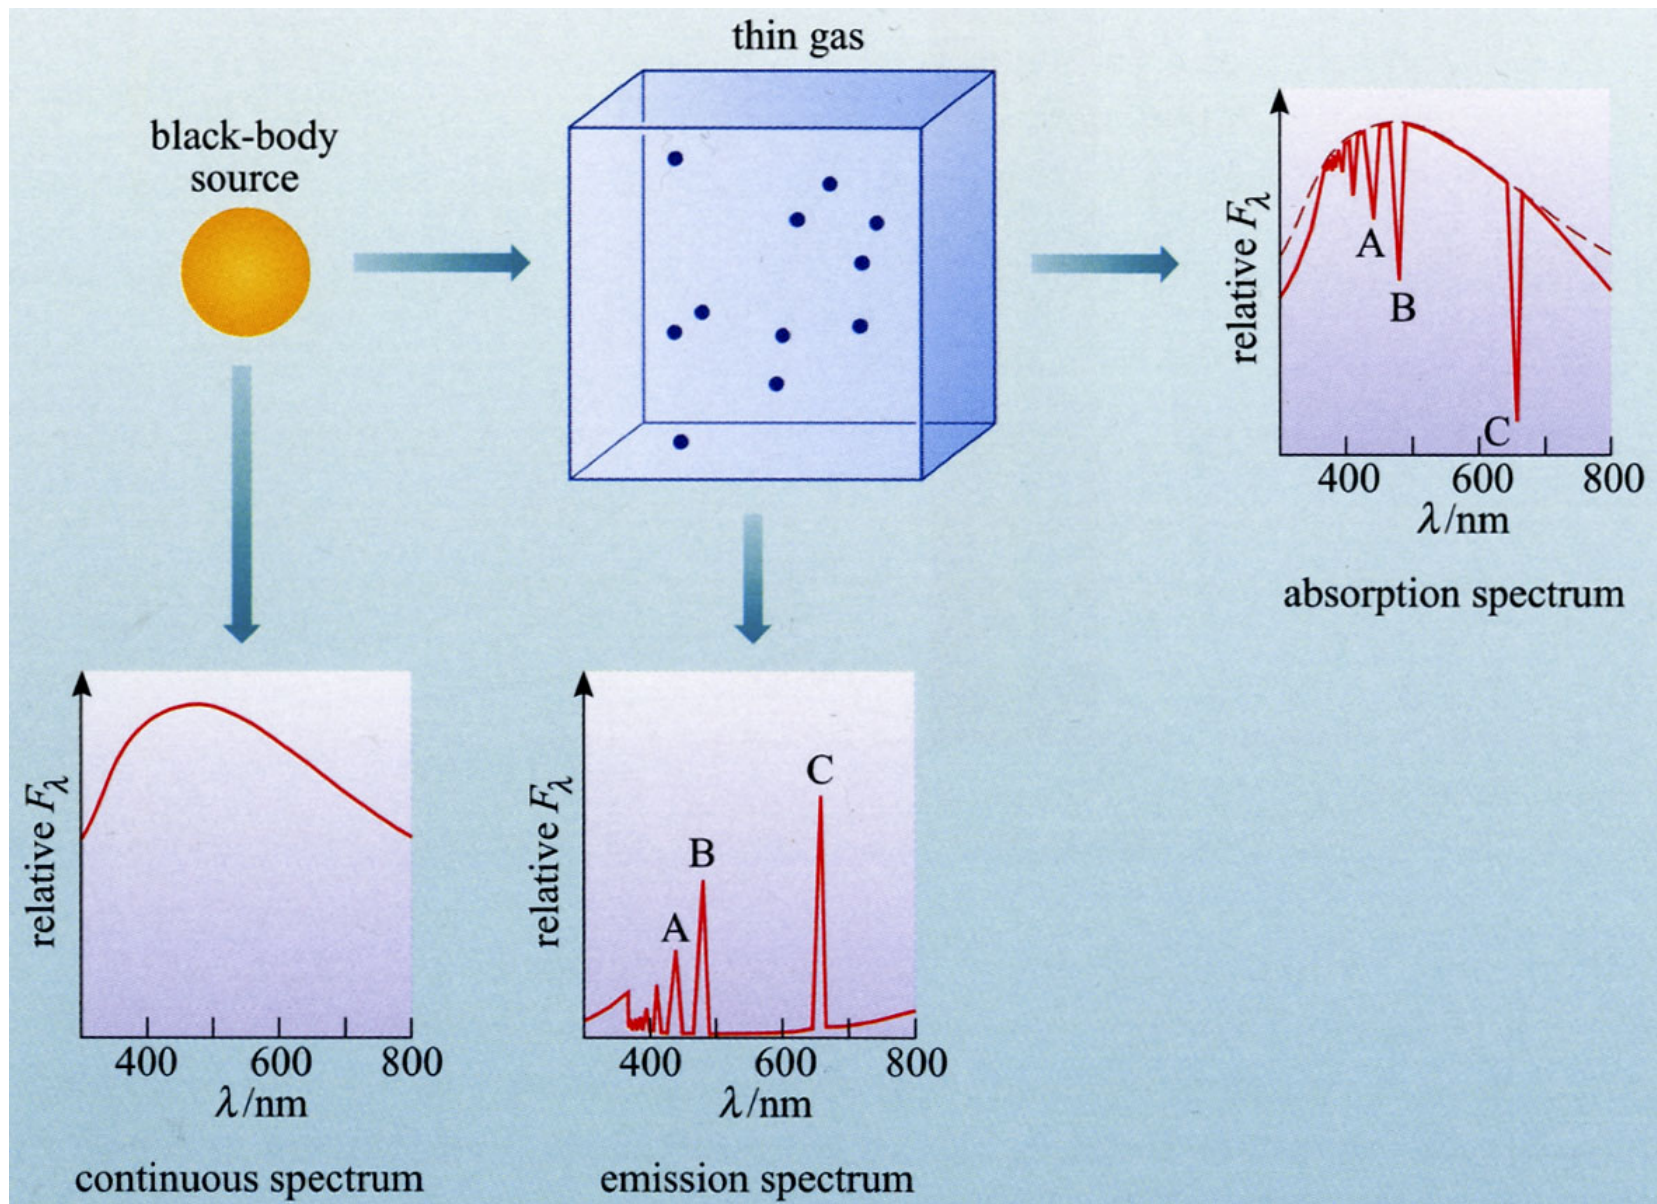 thin gas
black-body
source
relative Fλ
A
B
C
400 600 800
λ/nm
absorption spectrum
relative Fλ
400 600 800
λ/nm
continuous spectrum
relative Fλ
A
B
C
400 600 800
λ/nm
emission spectrum